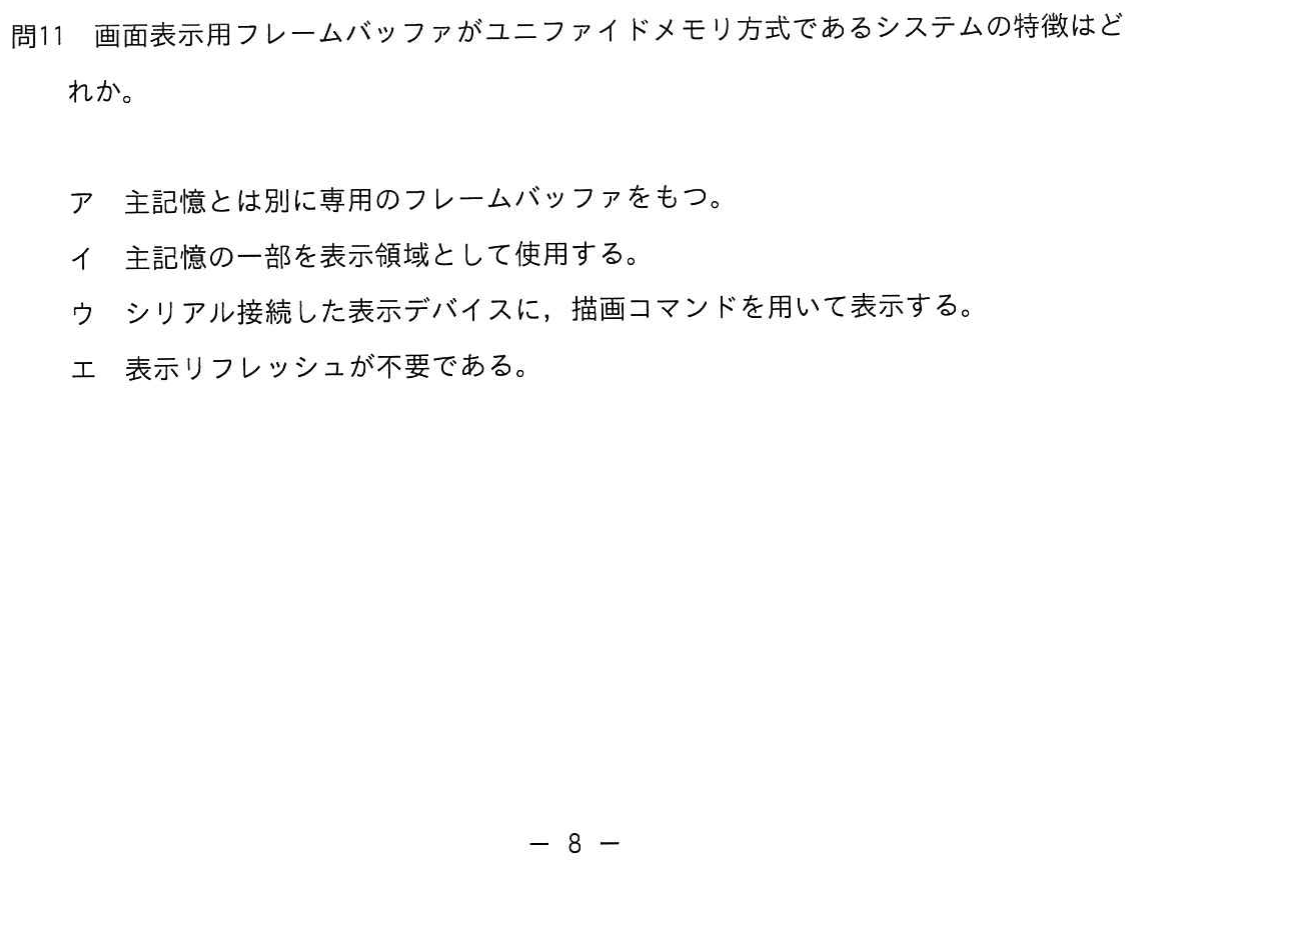 問11　画面表示用フレームバッファがユニファイドメモリ方式であるシステムの特徴はど
れか。
ア　主記憶とは別に専用のフレームバッファをもつ。
イ　主記憶の一部を表示領域として使用する。
ウ　シリアル接続した表示デバイスに，描画コマンドを用いて表示する。
エ　表示リフレッシュが不要である。
－ 8 －